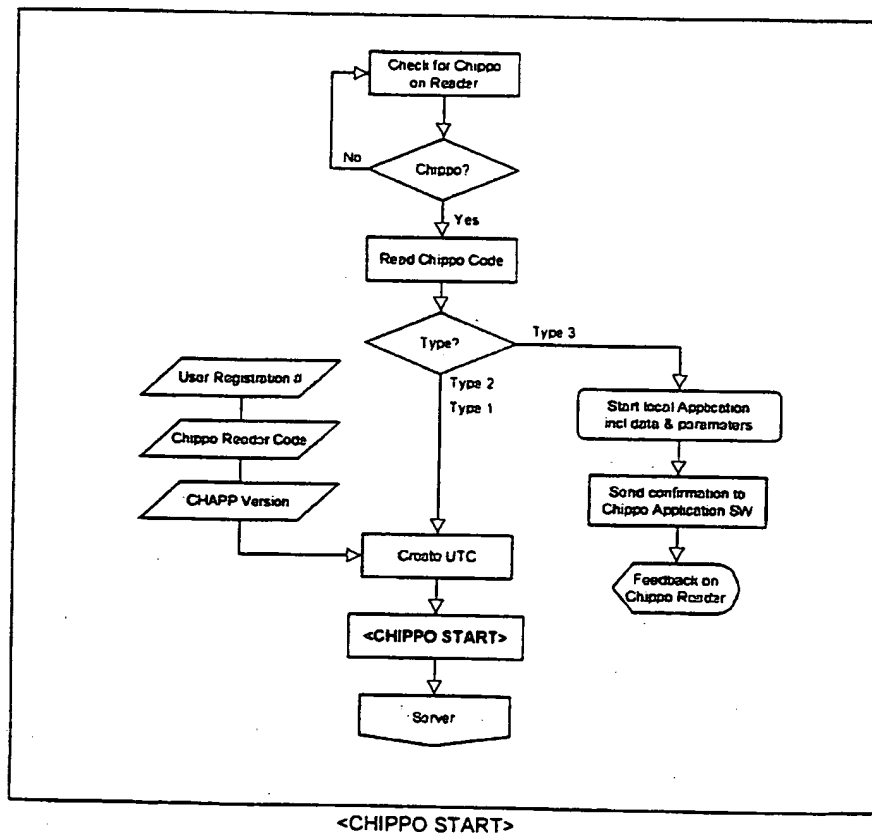 Check for Chippo
on Reader
No
Chippo?
Yes
Read Chippo Code
Type?
Type 3
User Registration #
Type 2
Type 1
Start local Application
incl data & parameters
Chippo Reader Code
CHAPP Version
Send confirmation to
Chippo Application SW
Create UTC
Feedback on
Chippo Reader
<CHIPPO START>
Server
<CHIPPO START>